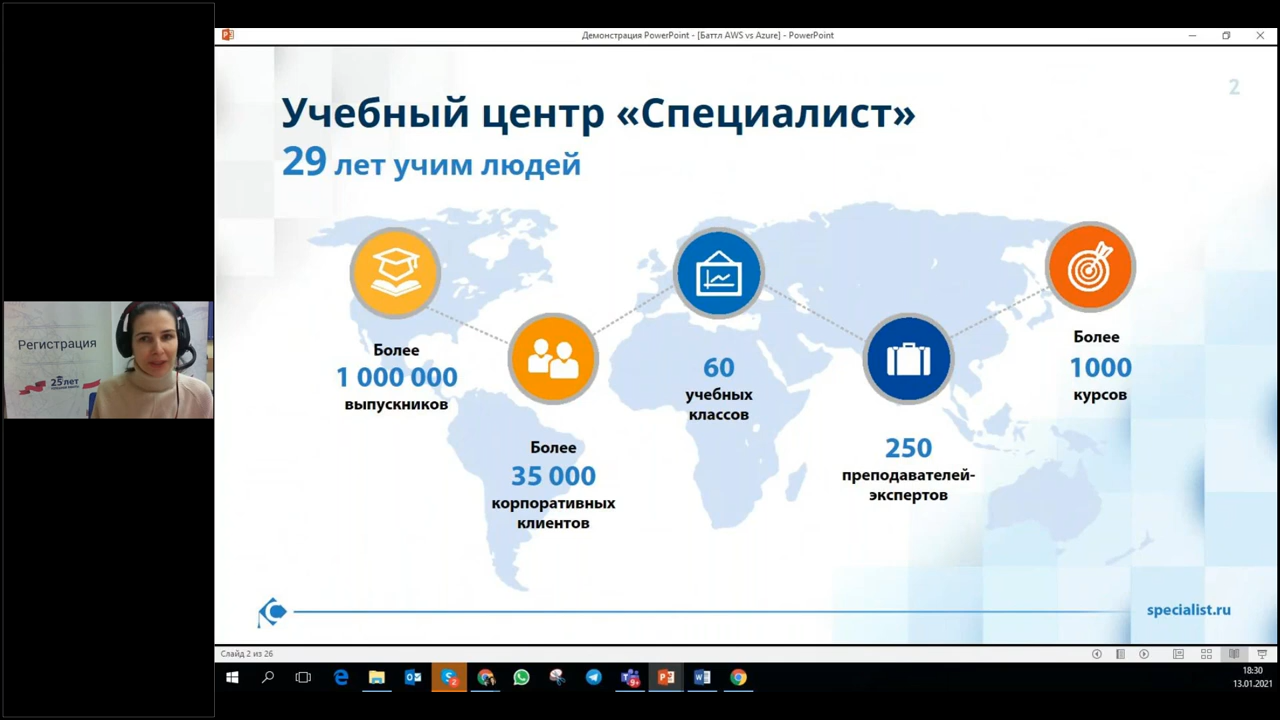 Демонстрация PowerPoint - [Баттл AWS vs Azure] - PowerPoint
2
Учебный центр «Специалист»
29 лет учим людей
Более
1 000 000
выпускников
Более
35 000
корпоративных
клиентов
60
учебных
классов
250
преподавателей-
экспертов
Более
1000
курсов
specialist.ru
Регистрация
25 лет
Слайд 2 из 26
18:30
13.01.2021